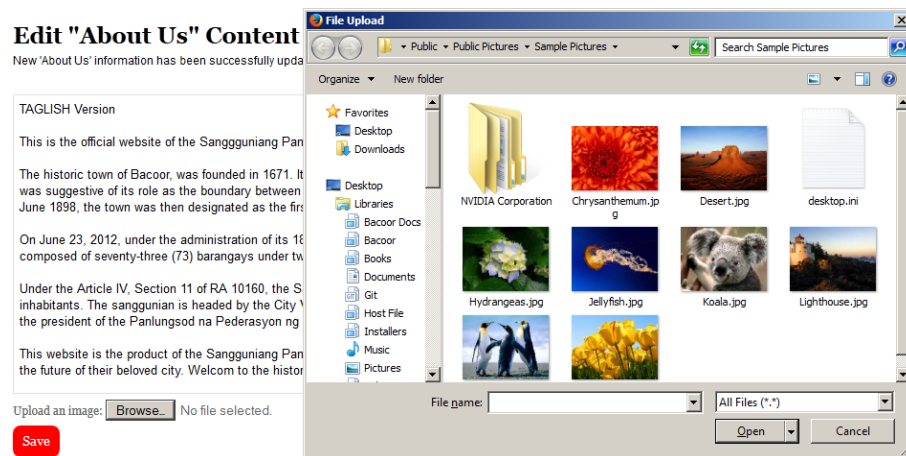 Edit "About Us" Content
New 'About Us' information has been successfully upda
TAGLISH Version
This is the official website of the Sanggguniang Pan
The historic town of Bacoor, was founded in 1671. It
was suggestive of its role as the boundary between
June 1898, the town was then designated as the firs
On June 23, 2012, under the administration of its 18
composed of seventy-three (73) barangays under tw
Under the Article IV, Section 11 of RA 10160, the S
inhabitants. The sanggunian is headed by the City V
the president of the Panlungsod na Pederasyon ng
This website is the product of the Sangguniang Pan
the future of their beloved city. Welcom to the histor
Upload an image: Browse_ No file selected.
Save
File Upload
Public Public Pictures Sample Pictures
Search Sample Pictures
Organize New folder
Favorites
Desktop
Downloads
Desktop
Libraries
Bacoor Docs
Bacoor
Books
Documents
Git
Host File
Installers
Music
Pictures
NVIDIA Corporation
Chrysanthemum.jp
g
Desert.jpg
desktop.ini
Hydrangeas.jpg
Jellyfish.jpg
Koala.jpg
Lighthouse.jpg
File name:
All Files (*.*)
Open
Cancel